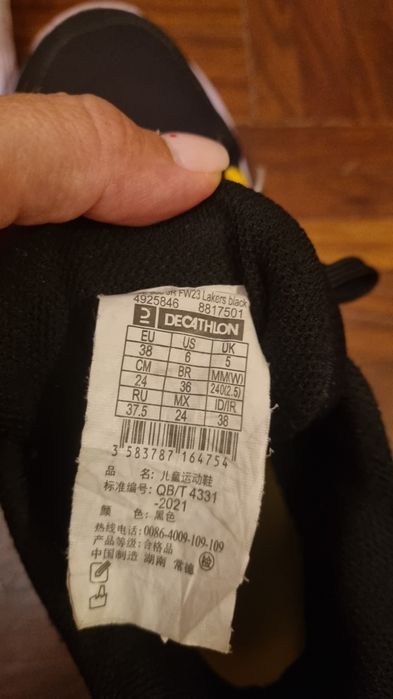 JR FW23 Lakers black
4925846 8817501
DECATHLON
EU US UK
38 6 5
CM BR MM(W)
24 36 240(2.5)
RU MX ID/IR
37.5 24 38
3 583787 164754
品 名: 儿童运动鞋
标准编号: QB/T 4331
-2021
颜 色: 黑色
热线电话: 0086-4009-109-109
产品等级: 合格品
中国制造 湖南 常德 检